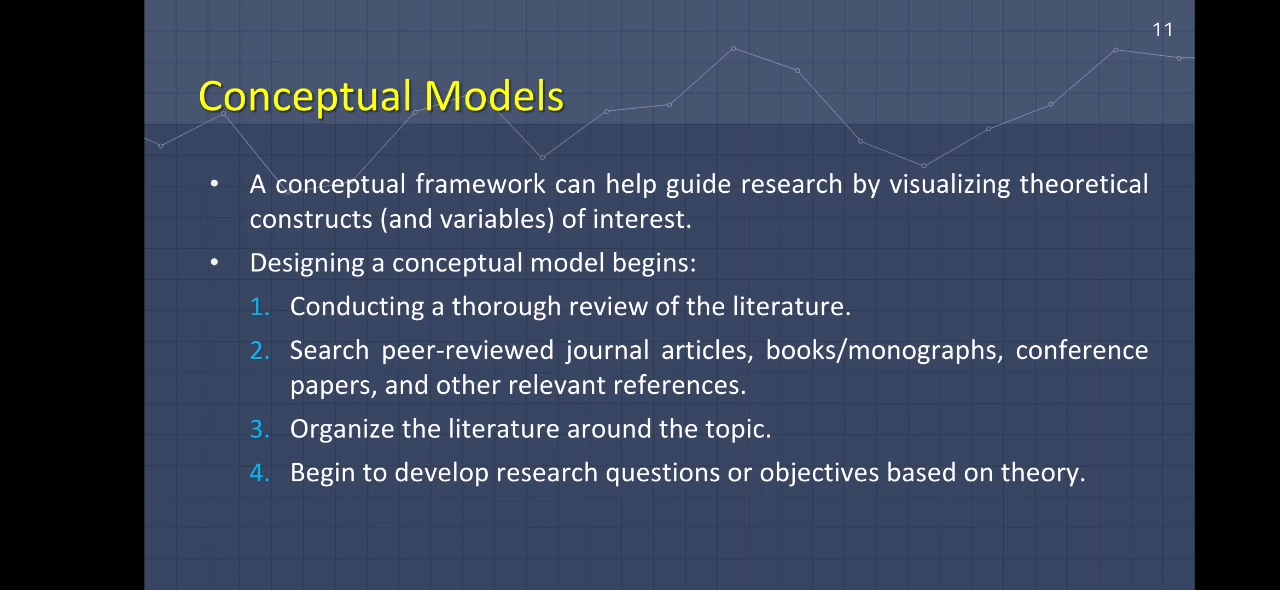 11
Conceptual Models
• A conceptual framework can help guide research by visualizing theoretical
constructs (and variables) of interest.
• Designing a conceptual model begins:
1. Conducting a thorough review of the literature.
2. Search peer-reviewed journal articles, books/monographs, conference
papers, and other relevant references.
3. Organize the literature around the topic.
4. Begin to develop research questions or objectives based on theory.